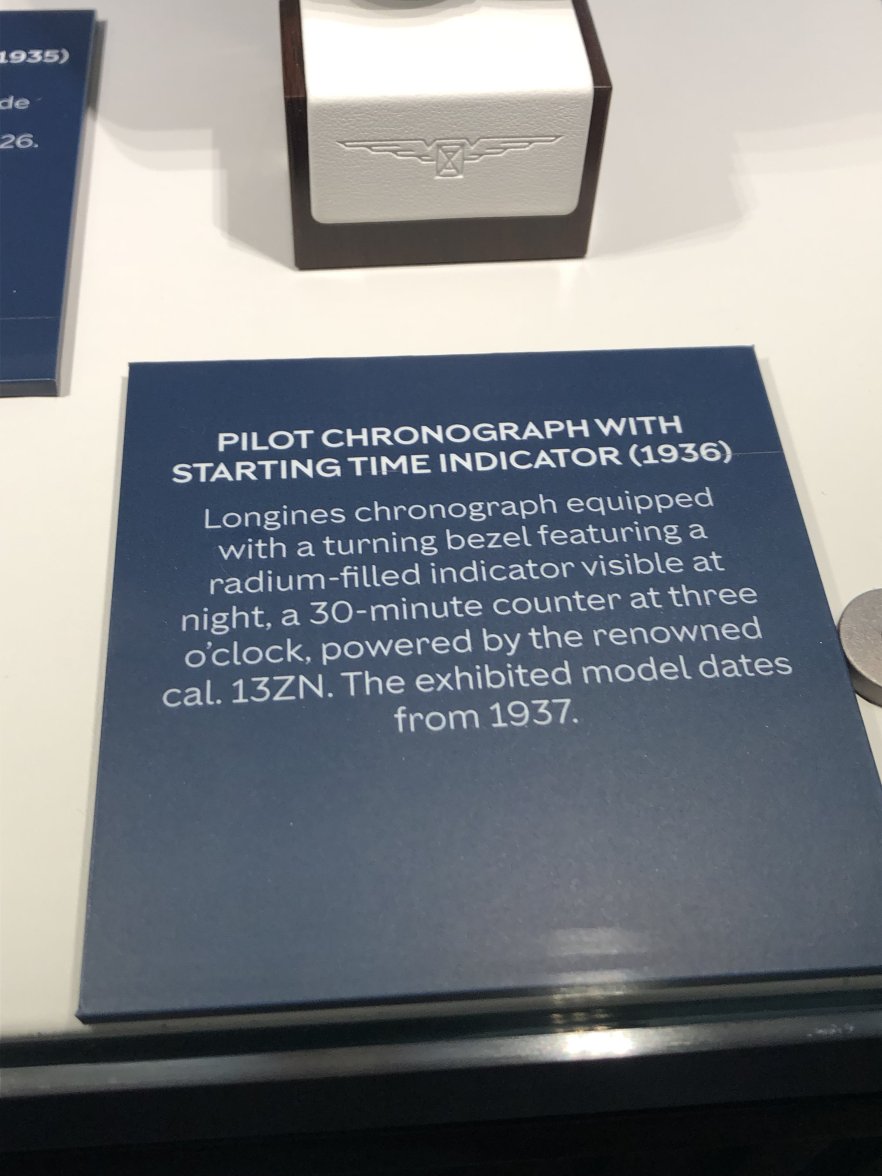 1935)
de
26.
PILOT CHRONOGRAPH WITH
STARTING TIME INDICATOR (1936)
Longines chronograph equipped
with a turning bezel featuring a
radium-filled indicator visible at
night, a 30-minute counter at three
o’clock, powered by the renowned
cal. 13ZN. The exhibited model dates
from 1937.